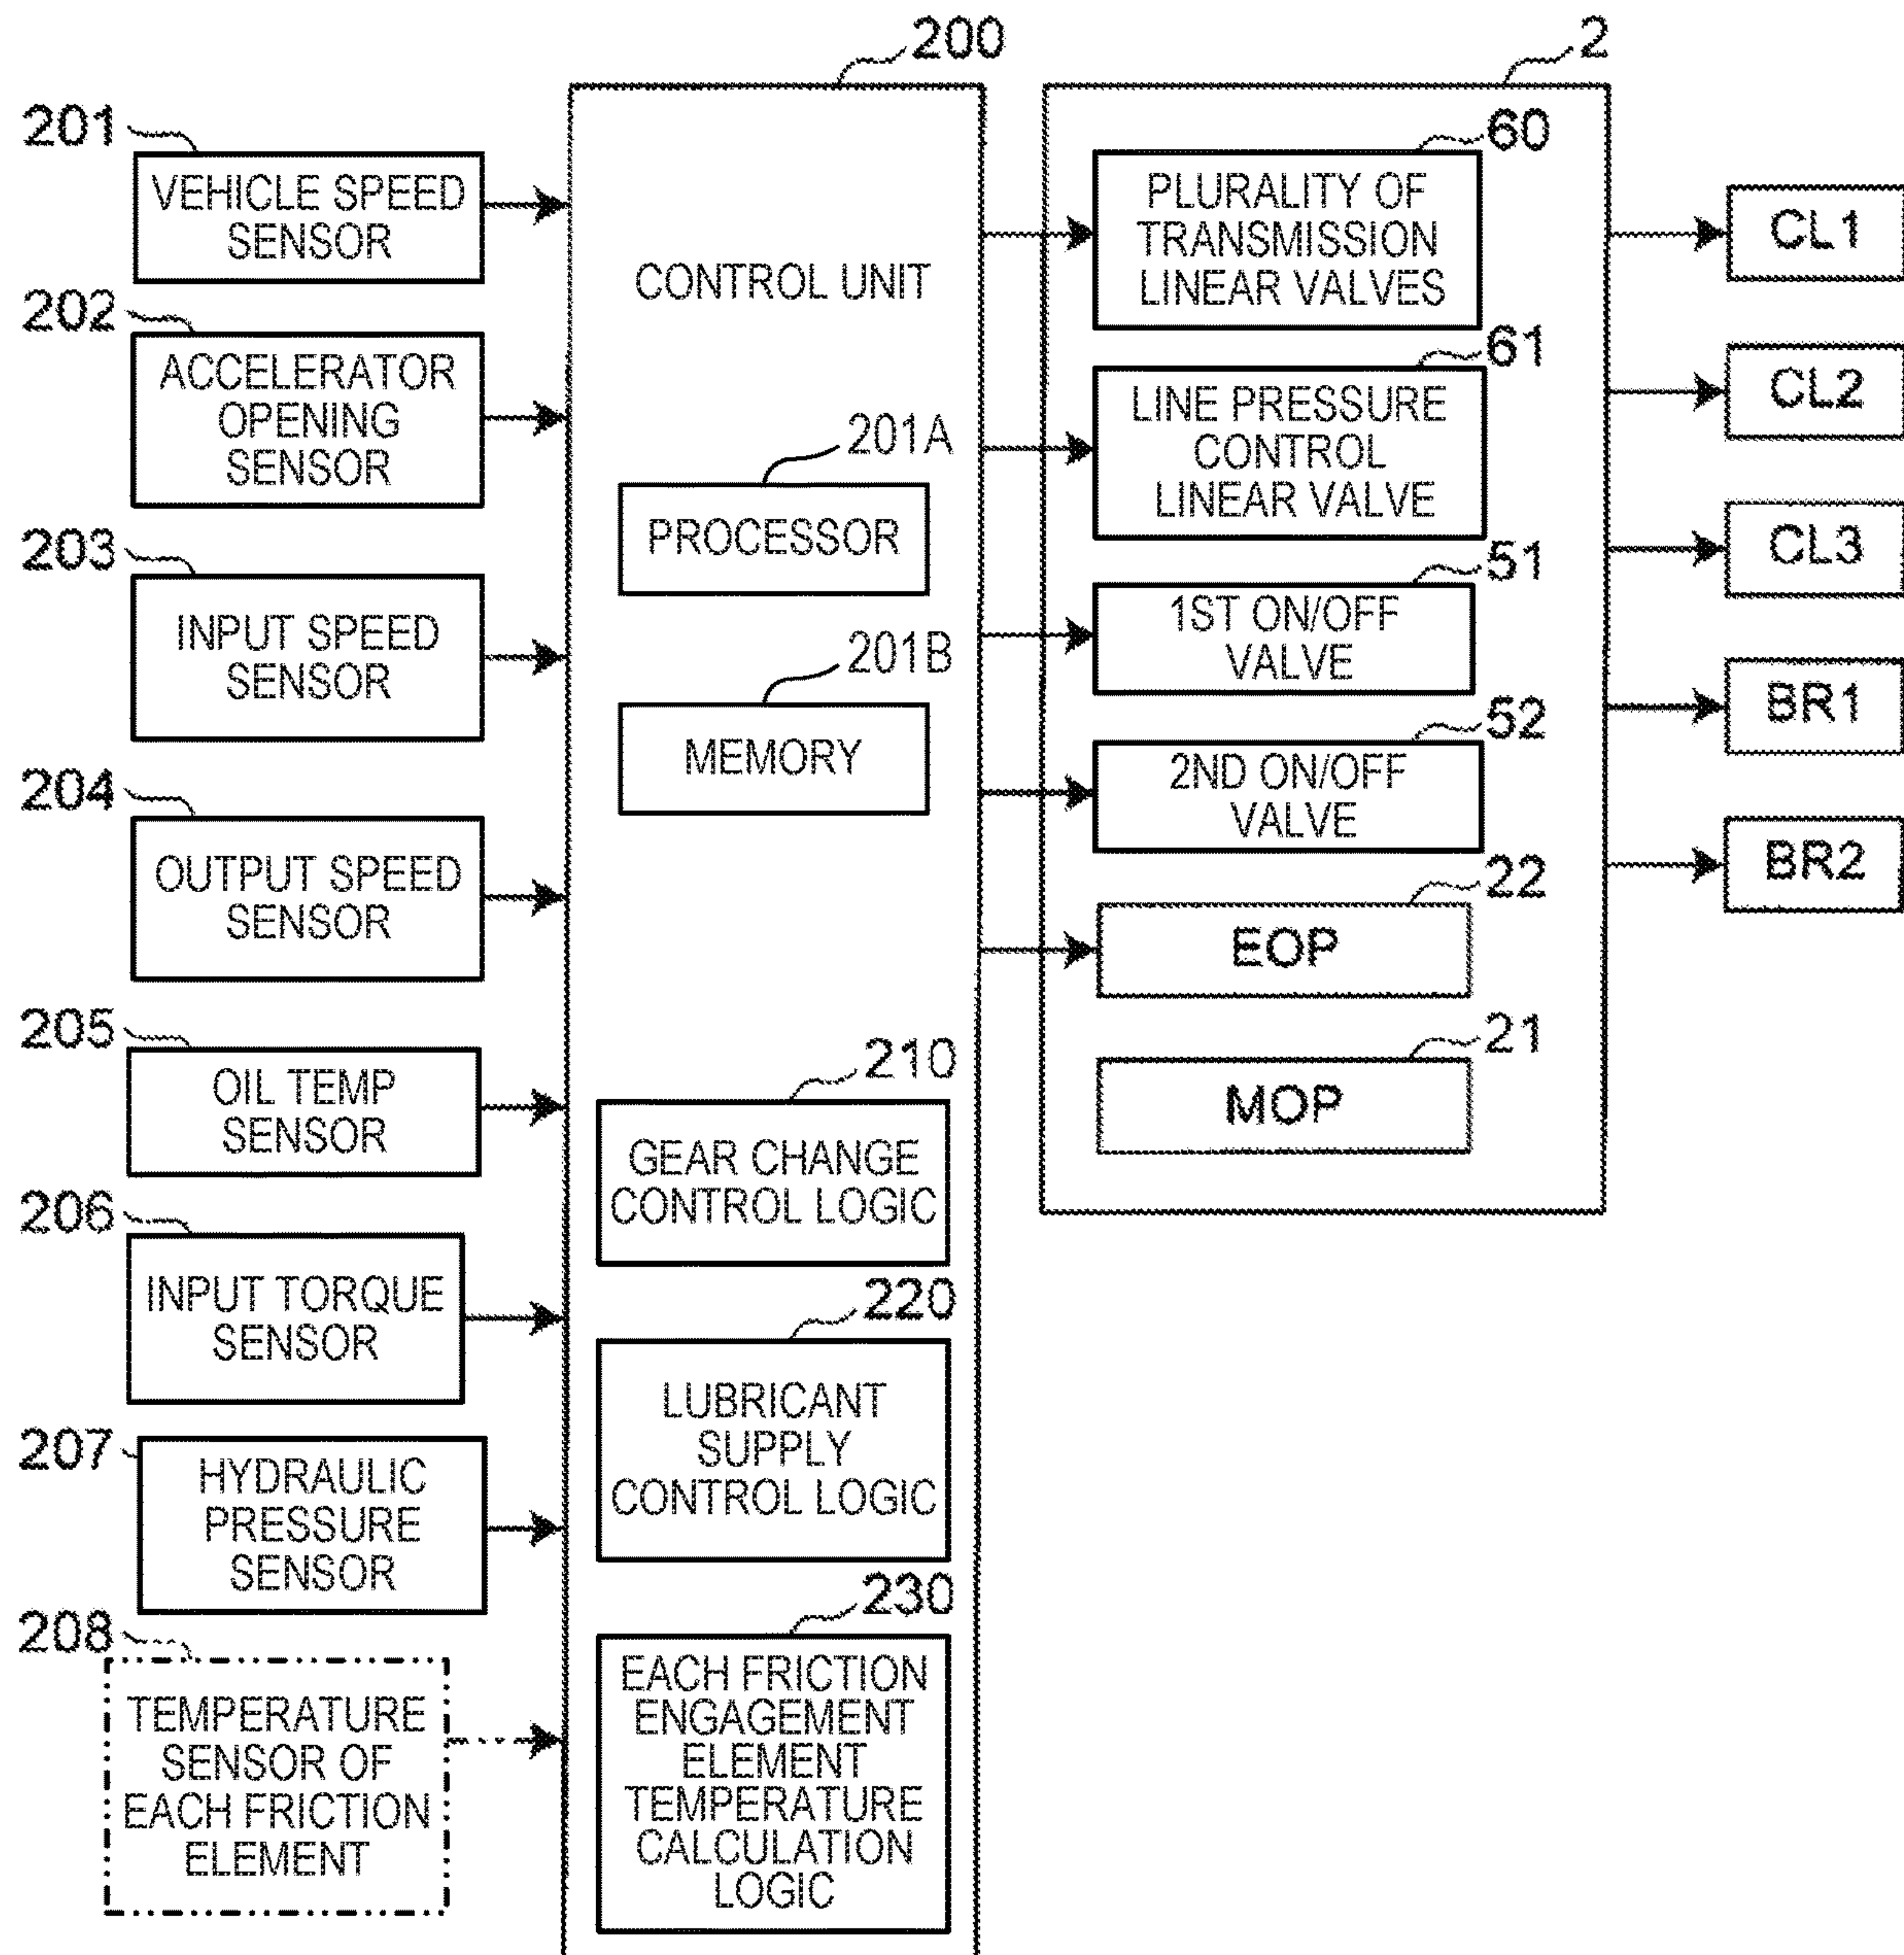 200
2
201
VEHICLE SPEED
SENSOR
202
ACCELERATOR
OPENING
SENSOR
203
INPUT SPEED
SENSOR
204
OUTPUT SPEED
SENSOR
205
OIL TEMP
SENSOR
206
INPUT TORQUE
SENSOR
207
HYDRAULIC
PRESSURE
SENSOR
208
TEMPERATURE
SENSOR OF
EACH FRICTION
ELEMENT
CONTROL UNIT
201A
PROCESSOR
201B
MEMORY
210
GEAR CHANGE
CONTROL LOGIC
220
LUBRICANT
SUPPLY
CONTROL LOGIC
230
EACH FRICTION
ENGAGEMENT
ELEMENT
TEMPERATURE
CALCULATION
LOGIC
60
PLURALITY OF
TRANSMISSION
LINEAR VALVES
61
LINE PRESSURE
CONTROL
LINEAR VALVE
51
1ST ON/OFF
VALVE
52
2ND ON/OFF
VALVE
22
EOP
21
MOP
CL1
CL2
CL3
BR1
BR2